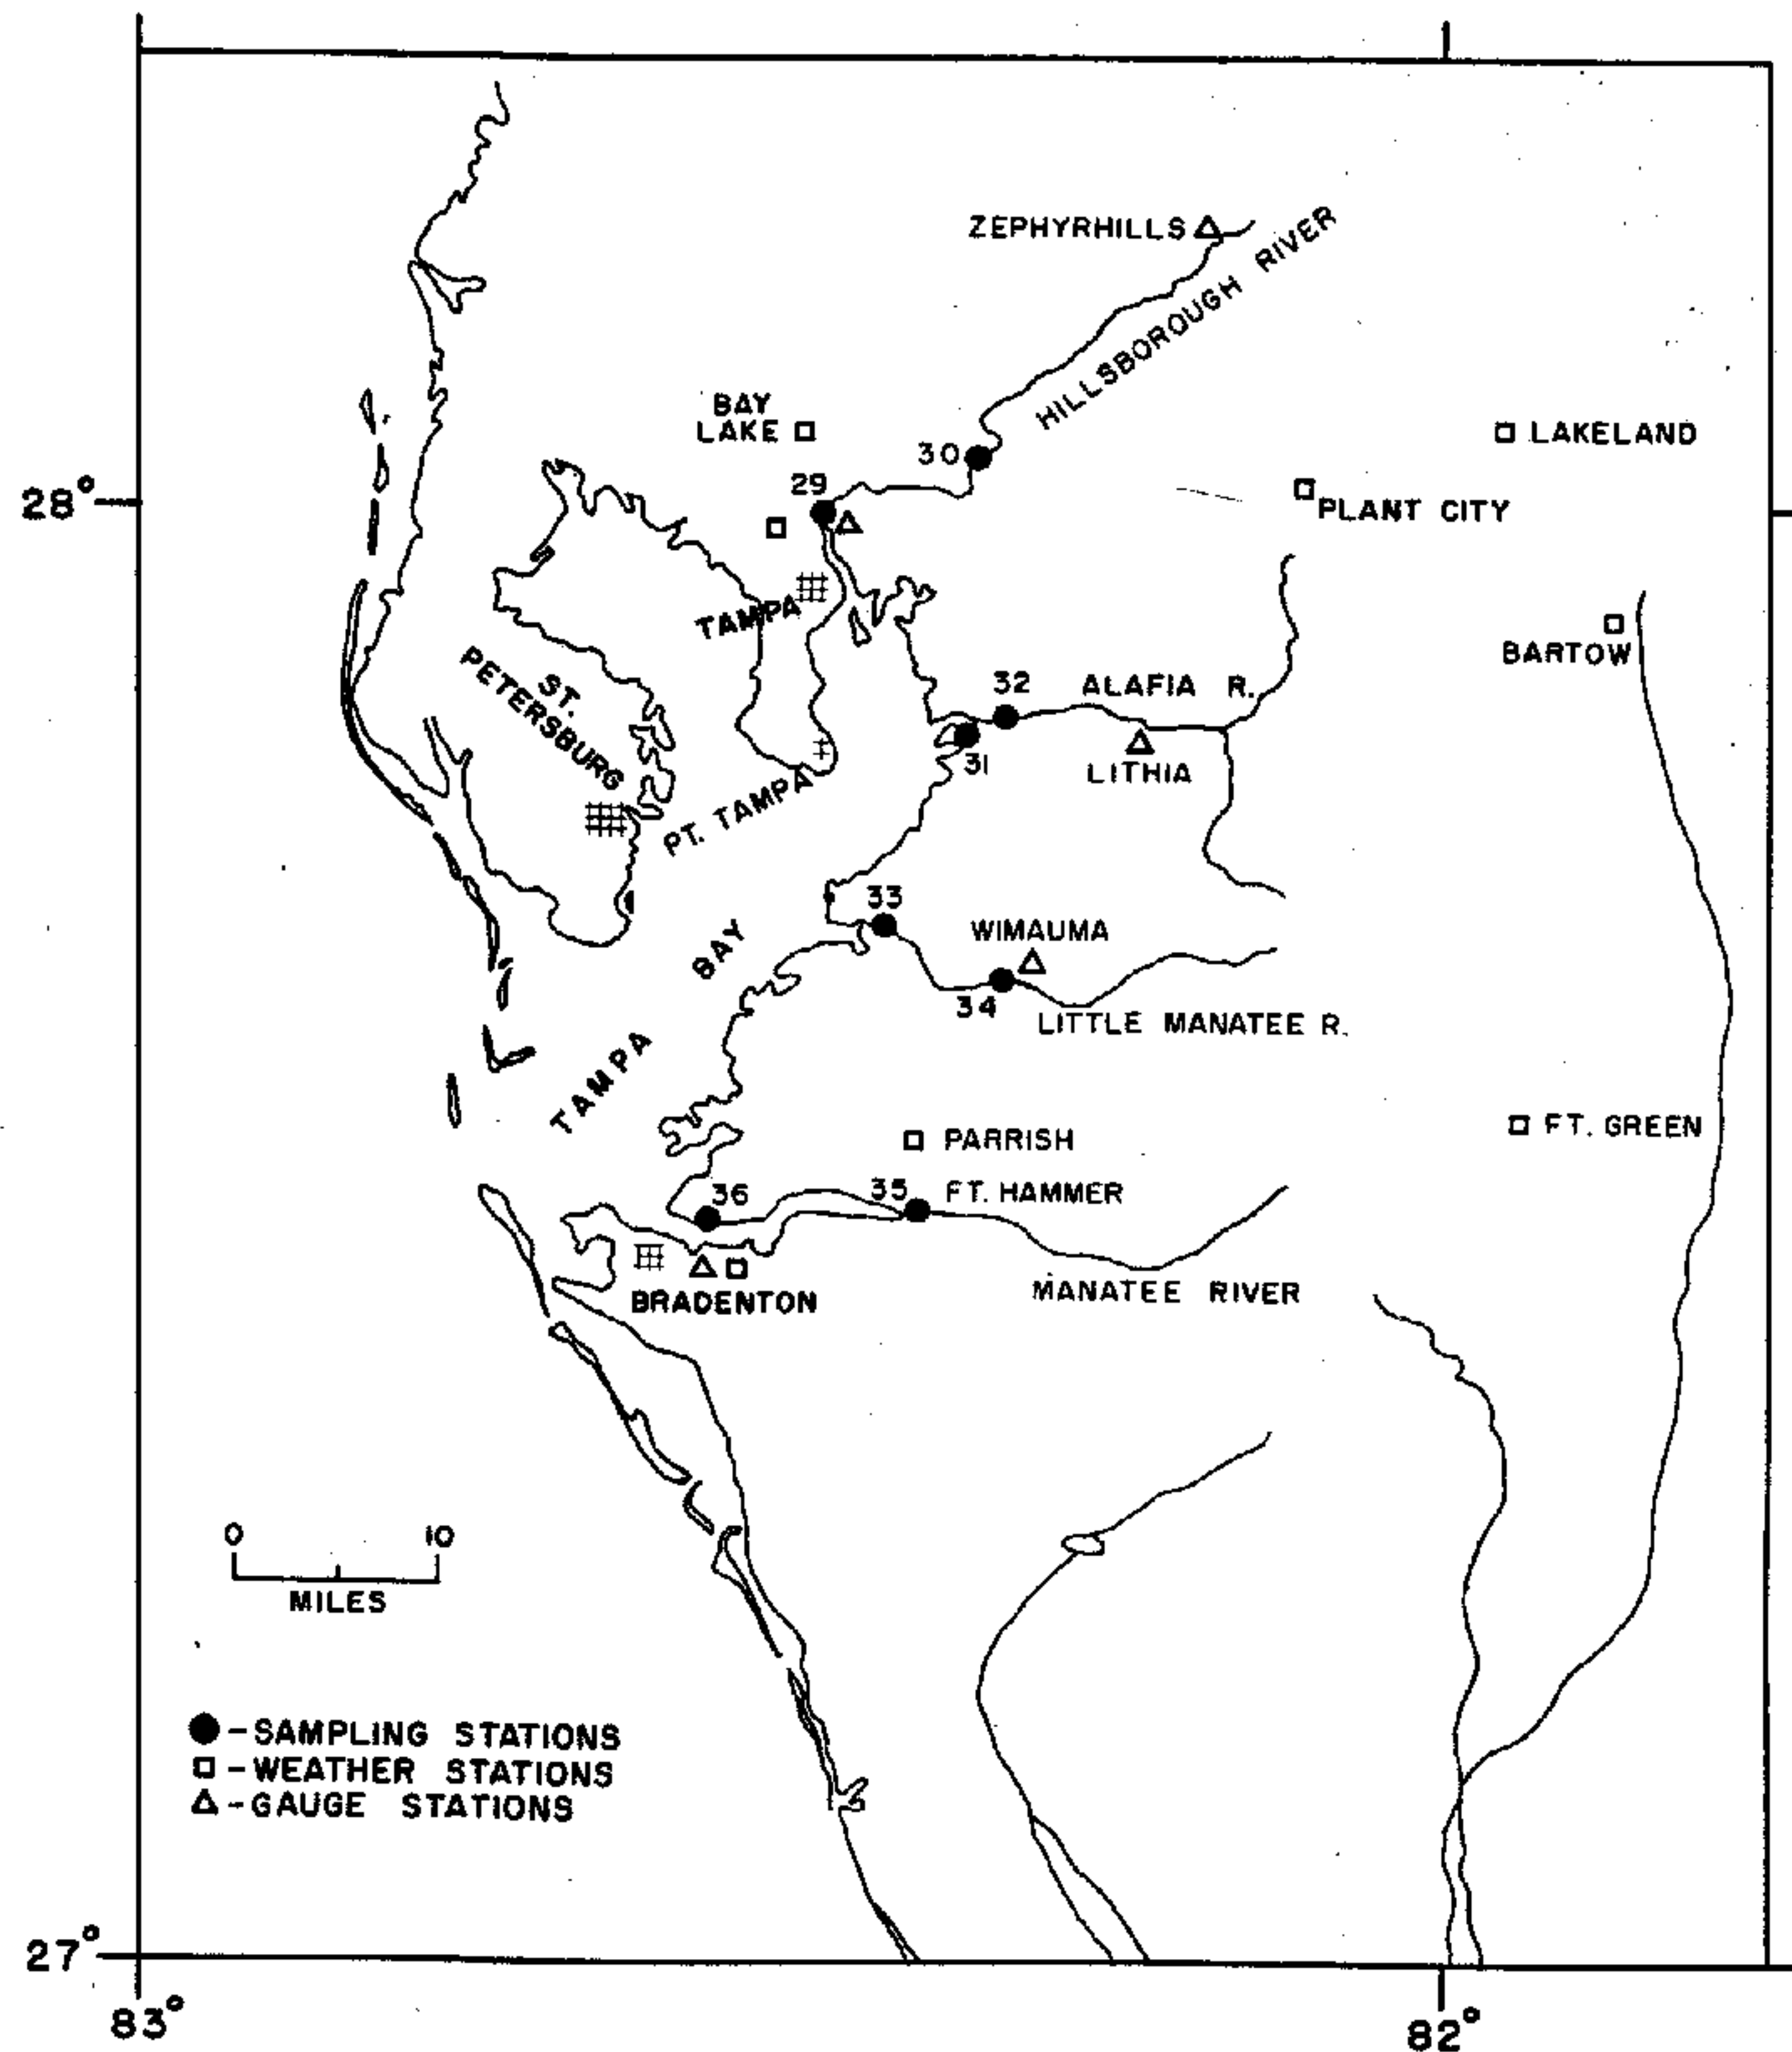 ZEPHYRHILLS
HILLSBOROUGH RIVER
BAY
LAKE
30
LAKELAND
28°
29
PLANT CITY
TAMPA
BARTOW
ST.
PETERSBURG
32
ALAFIA R.
31
LITHIA
PT. TAMPA
33
WIMAUMA
TAMPA BAY
34
LITTLE MANATEE R.
PARRISH
FT. GREEN
36
35
FT. HAMMER
BRADENTON
MANATEE RIVER
0 10
MILES
- SAMPLING STATIONS
- WEATHER STATIONS
- GAUGE STATIONS
27°
83°
82°